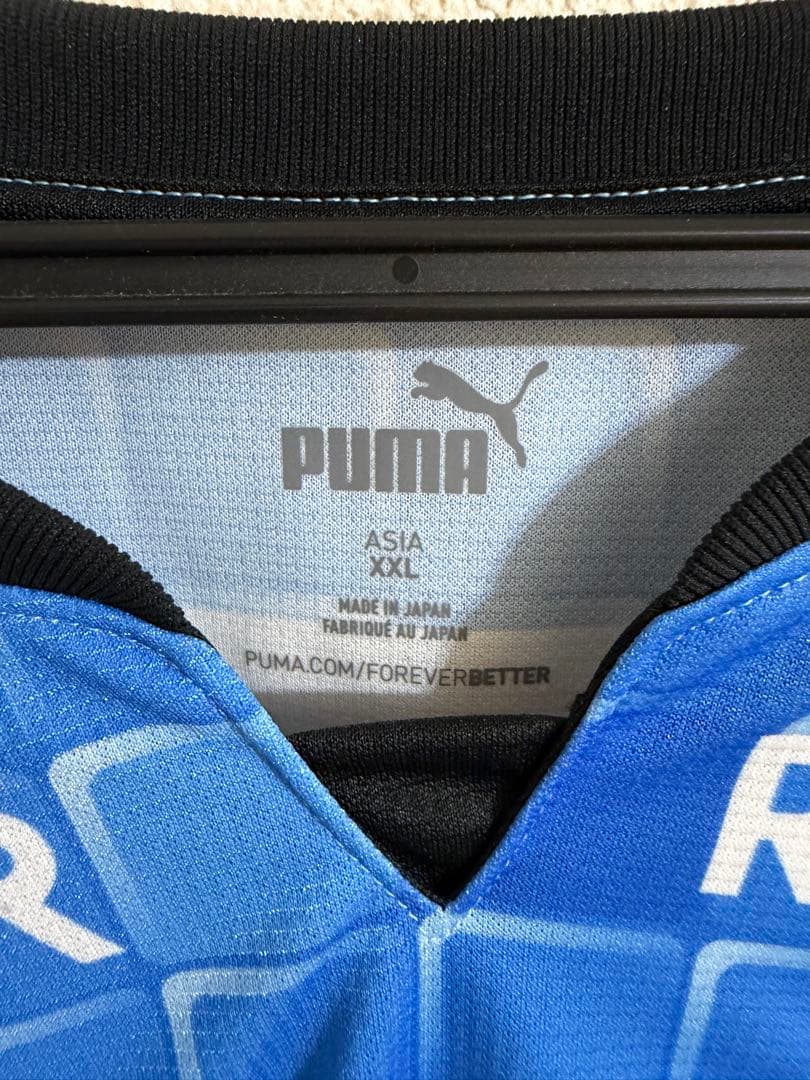 PUMA
ASIA
XXL
MADE IN JAPAN
FABRIQUÉ AU JAPAN
PUMA.COM/FOREVERBETTER
R